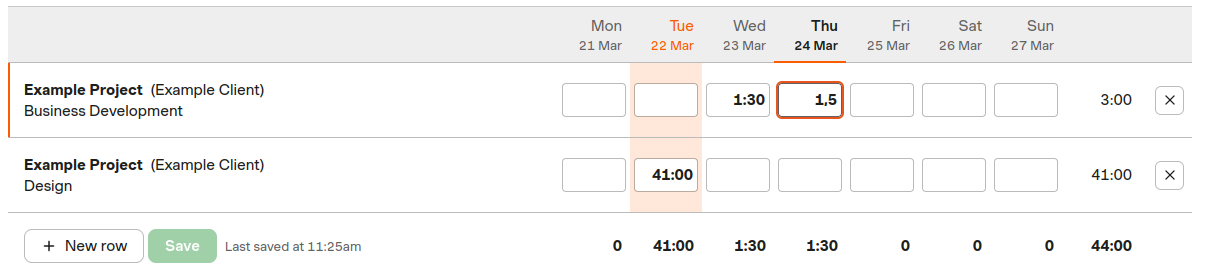 Mon Tue Wed Thu Fri Sat Sun
21 Mar 22 Mar 23 Mar 24 Mar 25 Mar 26 Mar 27 Mar
Example Project (Example Client)
Business Development
1:30 1,5 3:00 ×
Example Project (Example Client)
Design
41:00 41:00 ×
+ New row Save Last saved at 11:25am 0 41:00 1:30 1:30 0 0 0 44:00